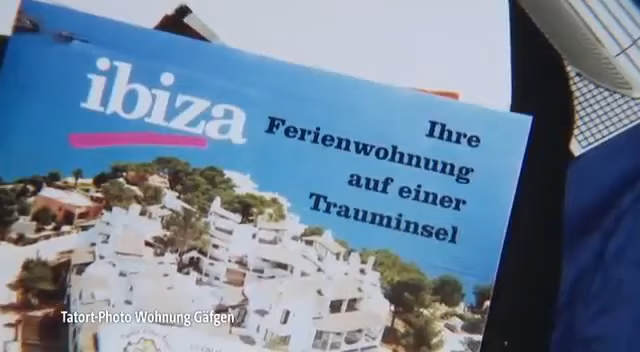 ibiza
Ihre
Ferienwohnung
auf einer
Trauminsel
Tatort-Photo Wohnung Gäfgen